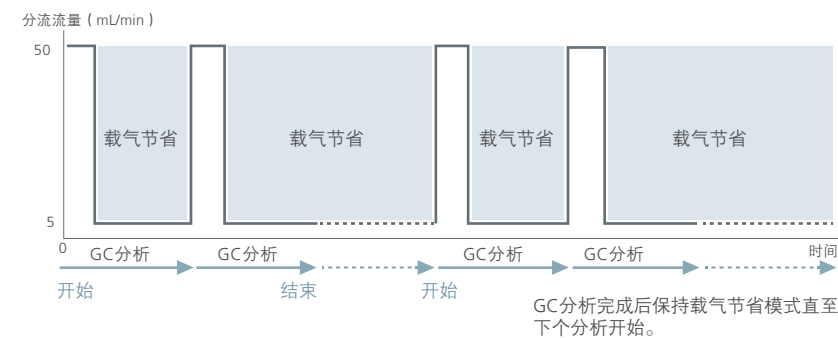 分流流量（mL/min）
50
载气节省 载气节省 载气节省 载气节省
5
0 GC分析 GC分析 GC分析 GC分析 时间
开始 结束 开始
GC分析完成后保持载气节省模式直至
下个分析开始。